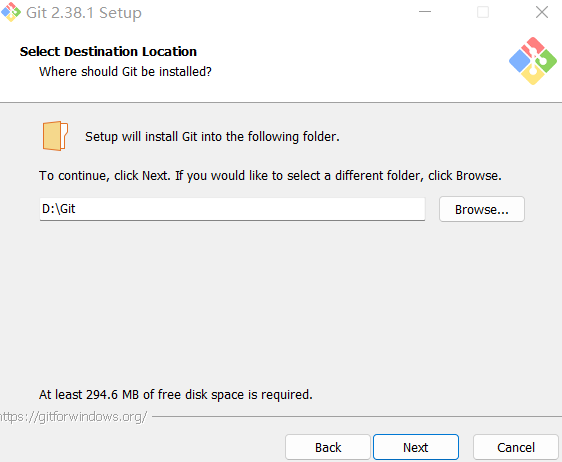 Git 2.38.1 Setup
Select Destination Location
Where should Git be installed?
Setup will install Git into the following folder.
To continue, click Next. If you would like to select a different folder, click Browse.
D:\Git
Browse...
At least 294.6 MB of free disk space is required.
https://gitforwindows.org/
Back
Next
Cancel